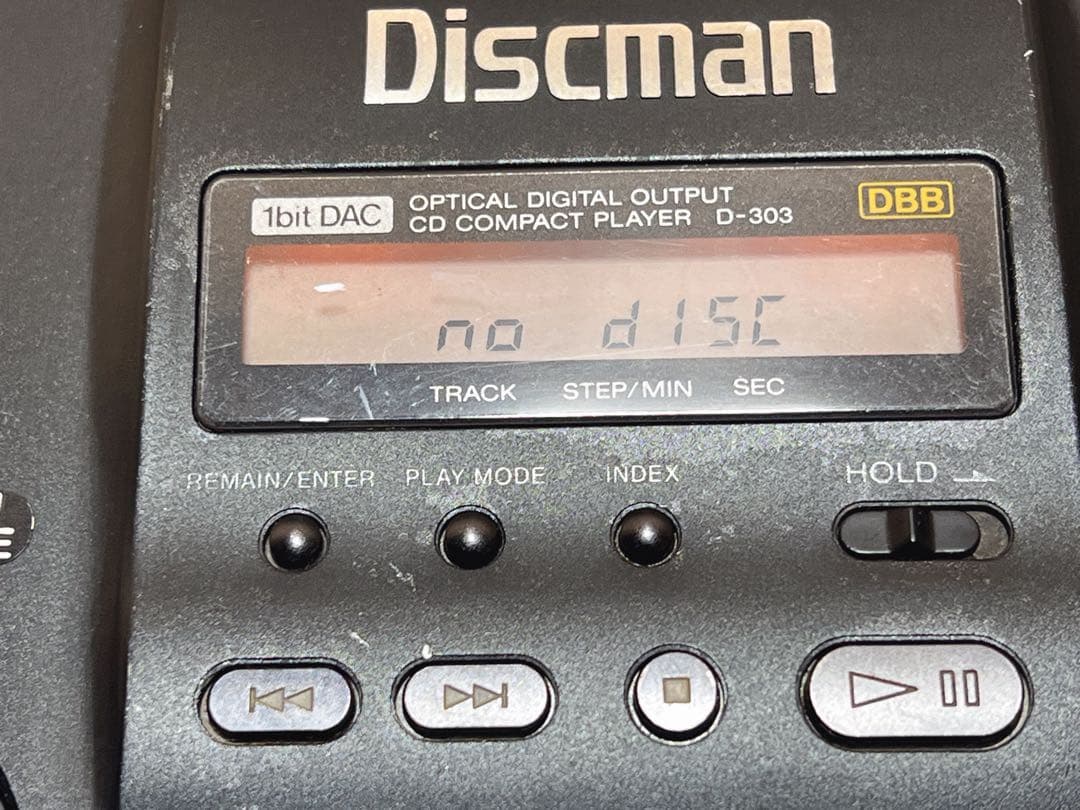 Discman
1bit DAC
OPTICAL DIGITAL OUTPUT
CD COMPACT PLAYER D-303
DBB
no dISC
TRACK STEP/MIN SEC
REMAIN/ENTER PLAY MODE INDEX HOLD